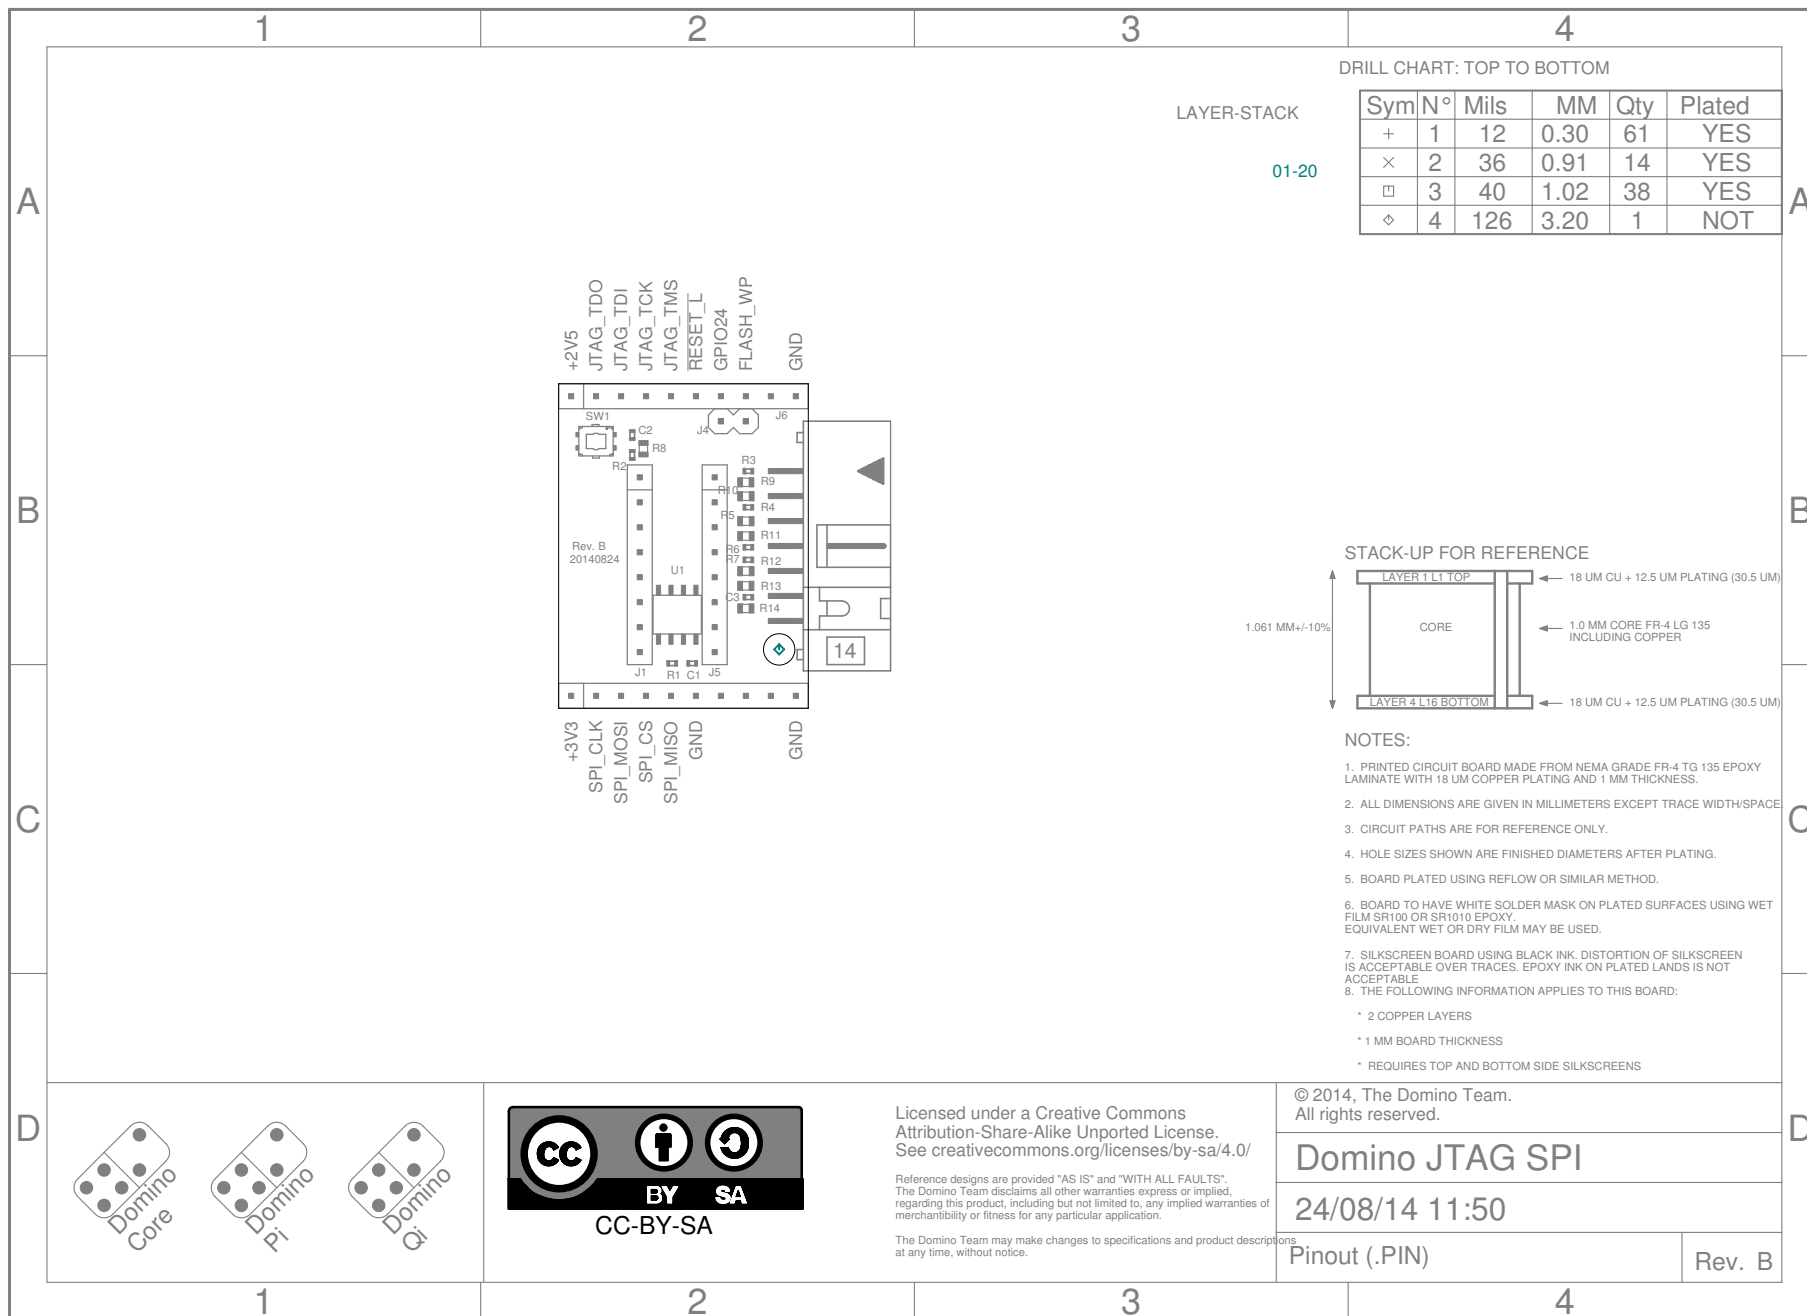 1 2 3 4
A
B
C
D
DRILL CHART: TOP TO BOTTOM
LAYER-STACK
01-20
Sym N° Mils MM Qty Plated
+ 1 12 0.30 61 YES
× 2 36 0.91 14 YES
3 40 1.02 38 YES
4 126 3.20 1 NOT
A
B
C
D
+2V5
JTAG_TDO
JTAG_TDI
JTAG_TCK
JTAG_TMS
RESET_L
GPIO24
FLASH_WP
GND
SW1
C2
R8
R2
J4
J6
R3
R9
R10
R4
R5
R11
R6
R7
R12
R13
C3
R14
Rev. B
20140824
U1
14
J1
R1
C1
J5
+3V3
SPI_CLK
SPI_MOSI
SPI_CS
SPI_MISO
GND
GND
STACK-UP FOR REFERENCE
LAYER 1 L1 TOP
18 UM CU + 12.5 UM PLATING (30.5 UM)
1.061 MM+/-10%
CORE
1.0 MM CORE FR-4 LG 135
INCLUDING COPPER
LAYER 4 L16 BOTTOM
18 UM CU + 12.5 UM PLATING (30.5 UM)
NOTES:
1. PRINTED CIRCUIT BOARD MADE FROM NEMA GRADE FR-4 TG 135 EPOXY
LAMINATE WITH 18 UM COPPER PLATING AND 1 MM THICKNESS.
2. ALL DIMENSIONS ARE GIVEN IN MILLIMETERS EXCEPT TRACE WIDTH/SPACE
3. CIRCUIT PATHS ARE FOR REFERENCE ONLY.
4. HOLE SIZES SHOWN ARE FINISHED DIAMETERS AFTER PLATING.
5. BOARD PLATED USING REFLOW OR SIMILAR METHOD.
6. BOARD TO HAVE WHITE SOLDER MASK ON PLATED SURFACES USING WET
FILM SR100 OR SR1010 EPOXY.
EQUIVALENT WET OR DRY FILM MAY BE USED.
7. SILKSCREEN BOARD USING BLACK INK. DISTORTION OF SILKSCREEN
IS ACCEPTABLE OVER TRACES. EPOXY INK ON PLATED LANDS IS NOT
ACCEPTABLE
8. THE FOLLOWING INFORMATION APPLIES TO THIS BOARD:
* 2 COPPER LAYERS
* 1 MM BOARD THICKNESS
* REQUIRES TOP AND BOTTOM SIDE SILKSCREENS
Domino
Core
Domino
Pi
Domino
Qi
cc
BY SA
CC-BY-SA
Licensed under a Creative Commons
Attribution-Share-Alike Unported License.
See creativecommons.org/licenses/by-sa/4.0/
Reference designs are provided "AS IS" and "WITH ALL FAULTS".
The Domino Team disclaims all other warranties express or implied,
regarding this product, including but not limited to, any implied warranties of
merchantibility or fitness for any particular application.
The Domino Team may make changes to specifications and product descriptions
at any time, without notice.
© 2014, The Domino Team.
All rights reserved.
Domino JTAG SPI
24/08/14 11:50
Pinout (.PIN)
Rev. B
1 2 3 4